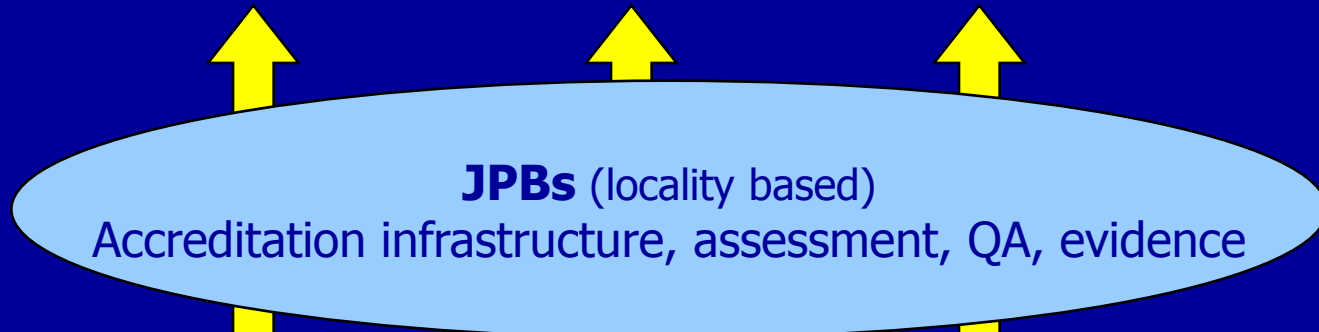 JPBs (locality based)
Accreditation infrastructure, assessment, QA, evidence